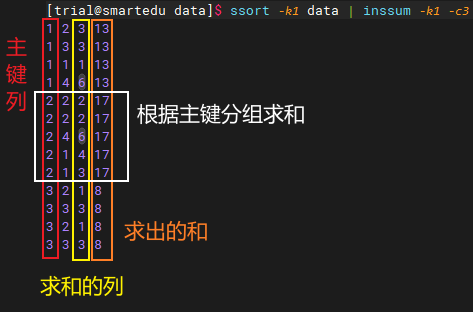 [trial@smartedu data]$ ssort -k1 data | inssum -k1 -c3
1 2 3 13
1 3 3 13
1 1 1 13
1 4 6 13
2 2 2 17
2 2 2 17
2 4 6 17
2 1 4 17
2 1 3 17
3 2 1 8
3 3 3 8
3 2 1 8
3 3 3 8
主键列
根据主键分组求和
求出的和
求和的列